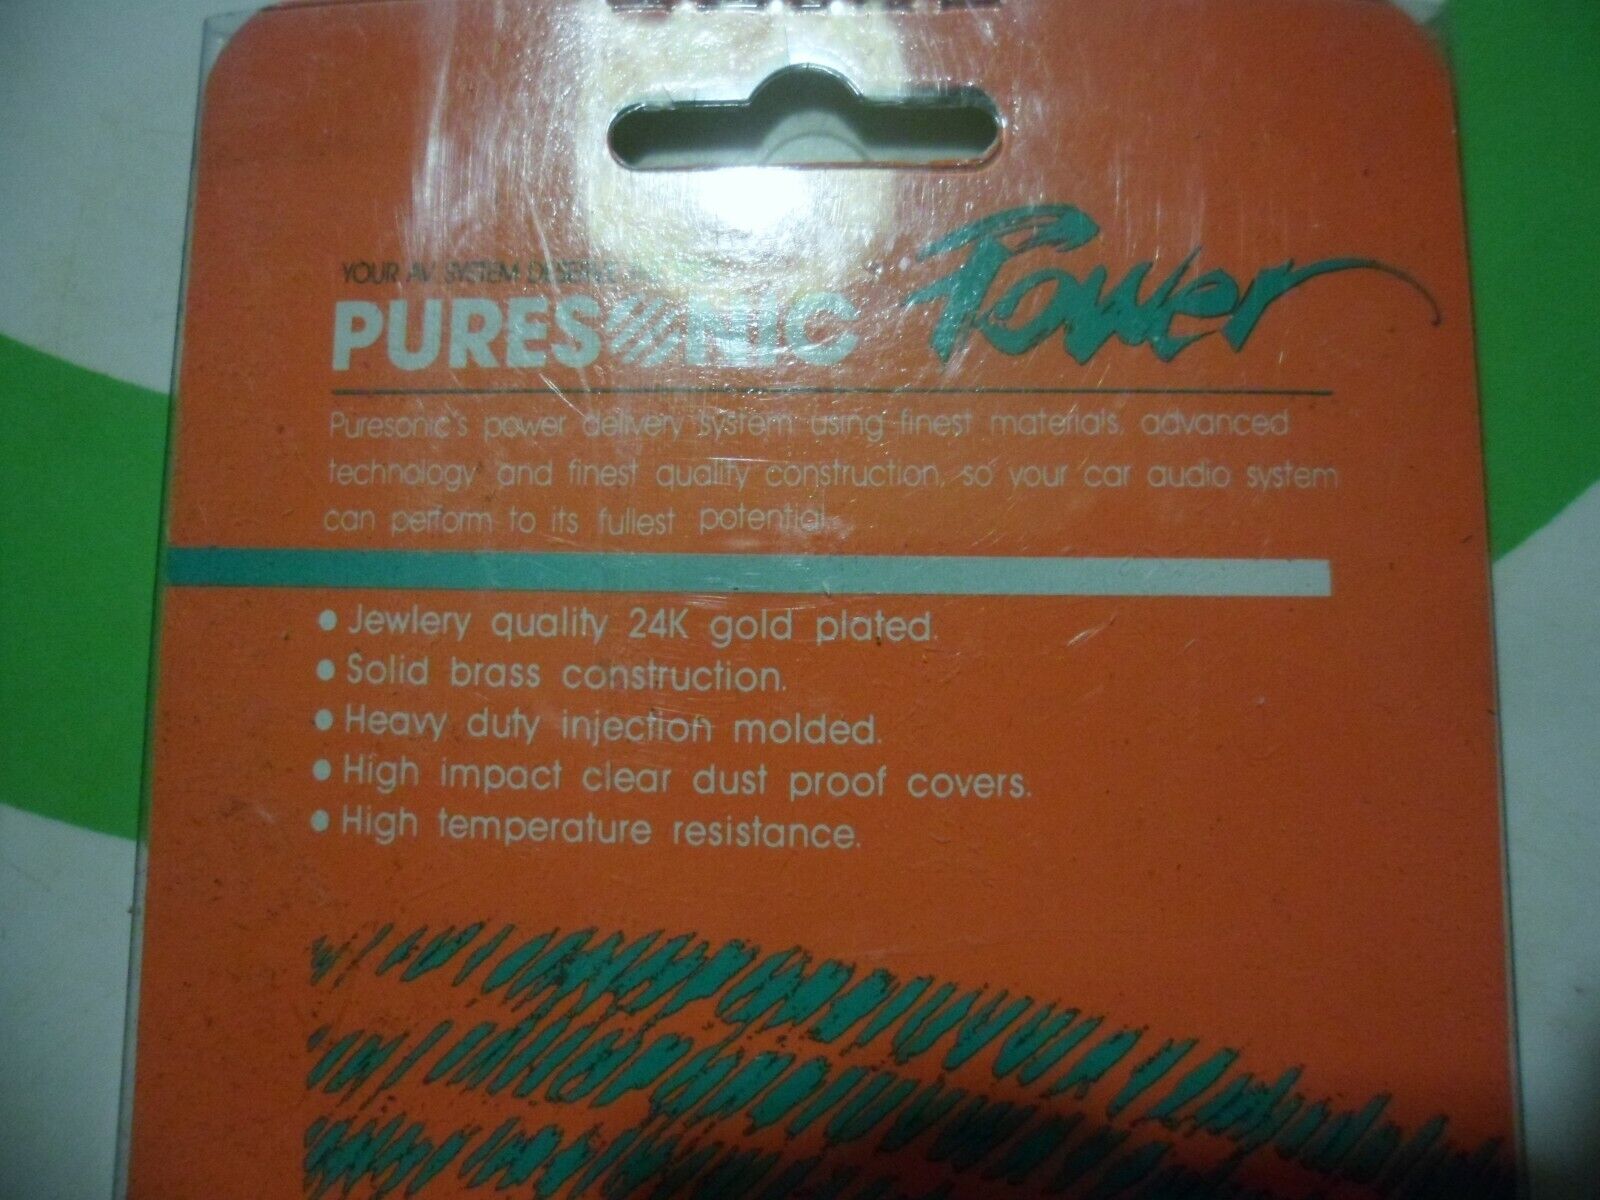 YOUR AV SYSTEM DESERVE
PURESONIC Power
Puresonic's power delivery system using finest materials, advanced
technology and finest quality construction, so your car audio system
can perform to its fullest potential.
• Jewlery quality 24K gold plated.
• Solid brass construction.
• Heavy duty injection molded.
• High impact clear dust proof covers.
• High temperature resistance.